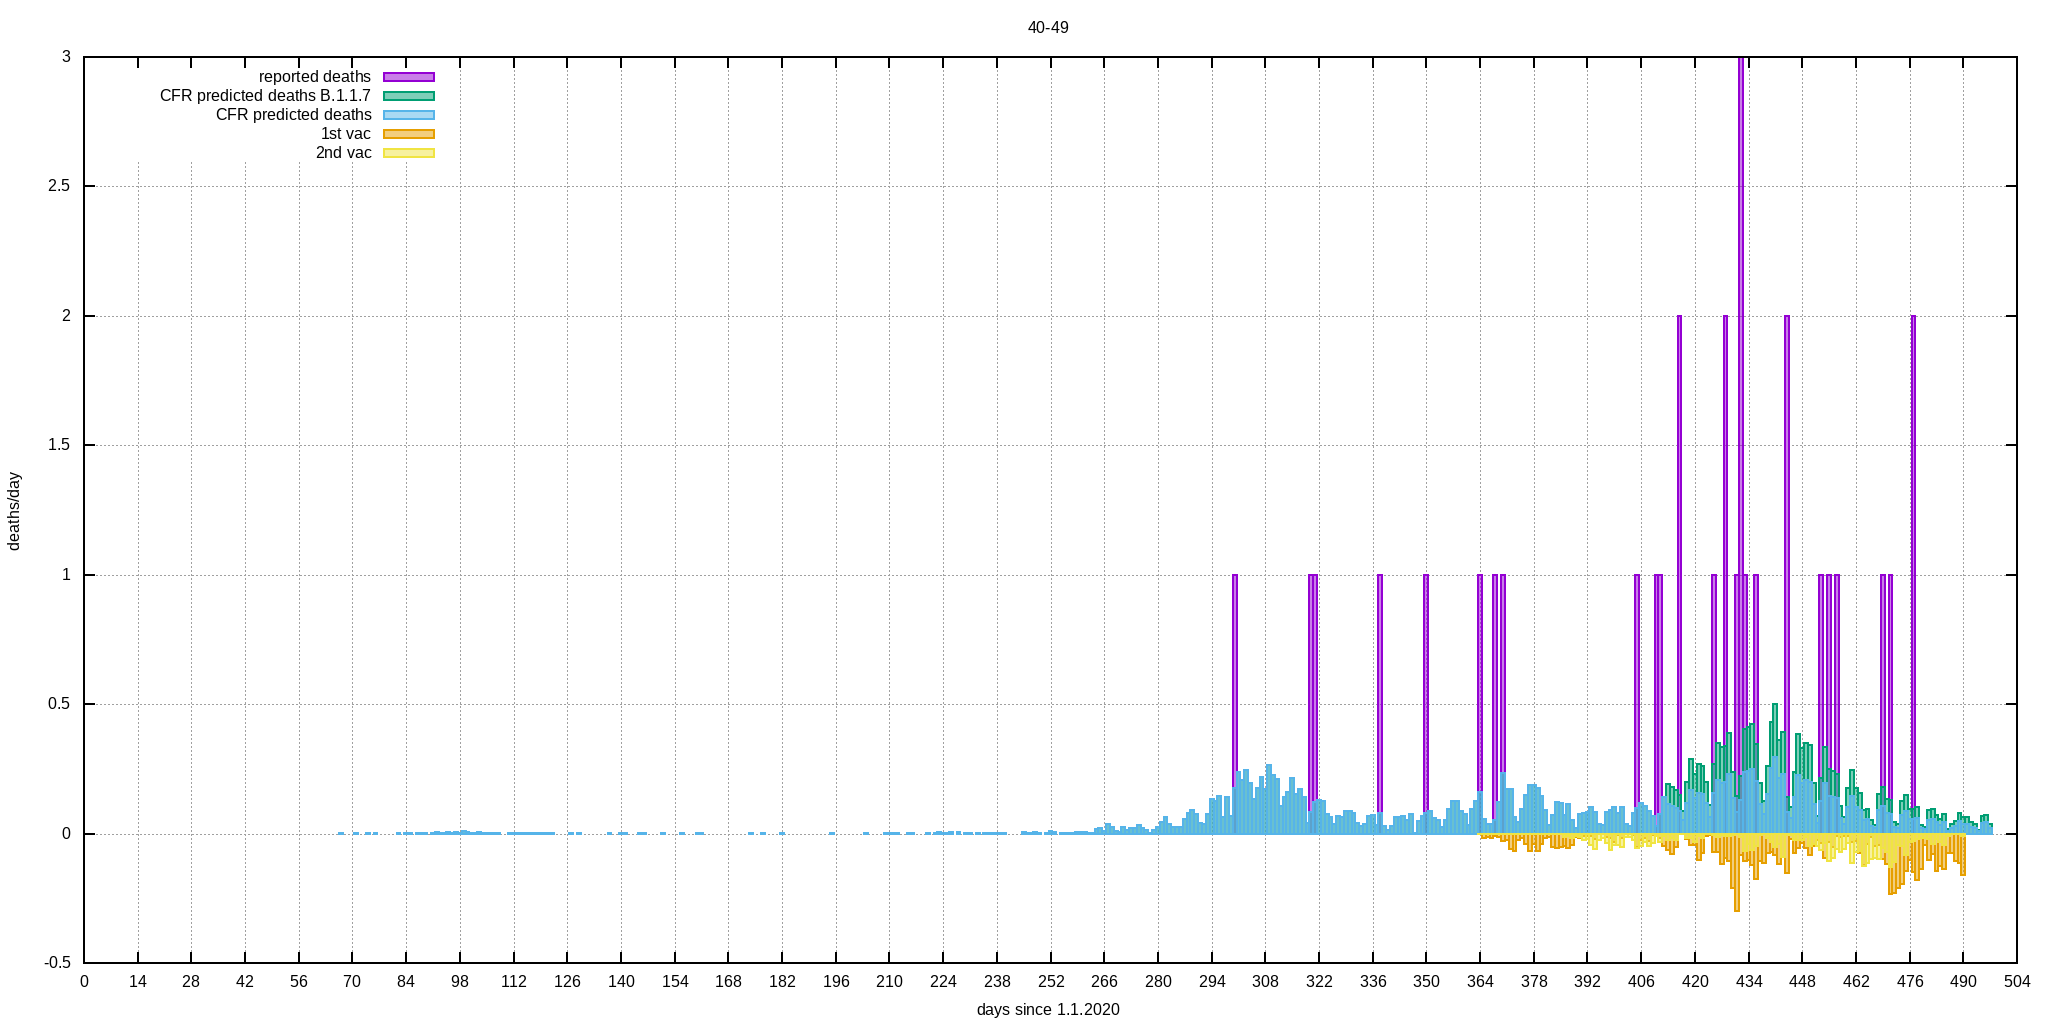 40-49
3
reported deaths
CFR predicted deaths B.1.1.7
CFR predicted deaths
1st vac
2nd vac
2.5
2
1.5
1
0.5
0
-0.5
deaths/day
0 14 28 42 56 70 84 98 112 126 140 154 168 182 196 210 224 238 252 266 280 294 308 322 336 350 364 378 392 406 420 434 448 462 476 490 504
days since 1.1.2020